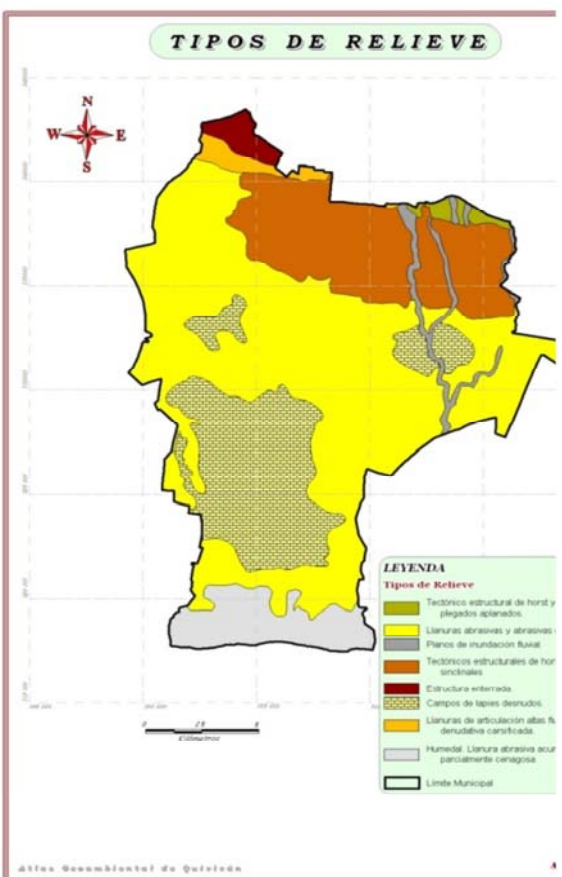 TIPOS DE RELIEVE
N
W E
S
LEYENDA
Tipos de Relieve
Tectónico estructural de horst y
plegados aplanados.
Llanuras abrasivas y abrasivas
Planos de inundación fluvial
Tectónicos estructurales de hor
sinclinales
Estructura enterrada.
Campos de lapies desnudos.
Llanuras de articulación altas flu
denudativa carsificada.
Humedal. Llanura abrasiva acu
parcialmente cenagosa
Límite Municipal
Kilómetros
Atlas Geoambiental de Quivicán